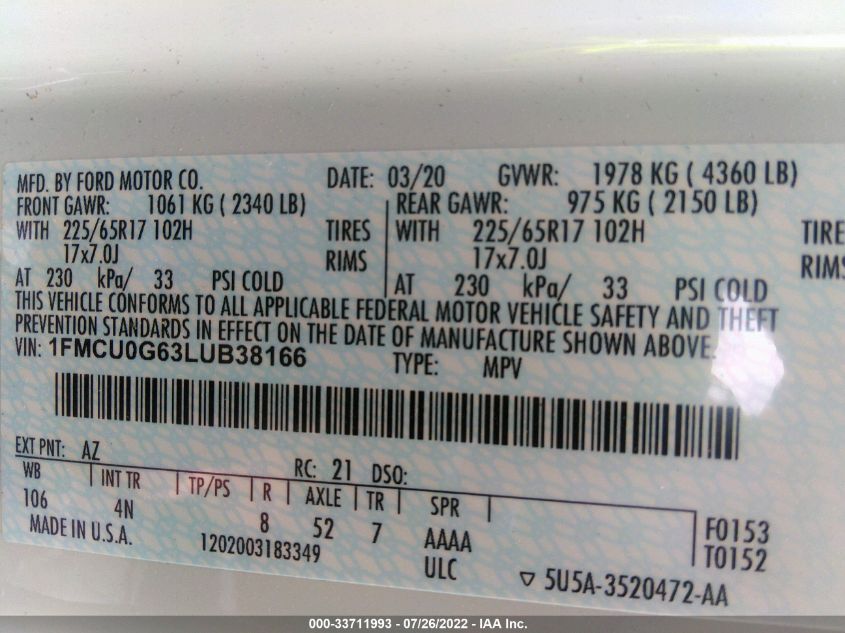 MFD. BY FORD MOTOR CO. DATE: 03/20 GVWR: 1978 KG ( 4360 LB)
FRONT GAWR: 1061 KG ( 2340 LB) REAR GAWR: 975 KG ( 2150 LB)
WITH 225/65R17 102H TIRES WITH 225/65R17 102H TIRE
17x7.0J RIMS 17x7.0J RIMS
AT 230 kPa/ 33 PSI COLD AT 230 kPa/ 33 PSI COLD
THIS VEHICLE CONFORMS TO ALL APPLICABLE FEDERAL MOTOR VEHICLE SAFETY AND THEFT
PREVENTION STANDARDS IN EFFECT ON THE DATE OF MANUFACTURE SHOWN ABOVE.
VIN: 1FMCU0G63LUB38166 TYPE: MPV
EXT PNT: AZ RC: 21 DSO:
WB INT TR TP/PS R AXLE TR SPR
106 4N 8 52 7 AAAA F0153
MADE IN U.S.A. 1202003183349 ULC T0152
5U5A-3520472-AA
000-33711993 - 07/26/2022 - IAA Inc.